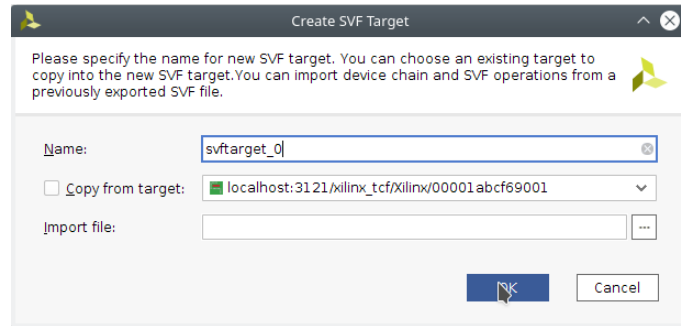 Create SVF Target
Please specify the name for new SVF target. You can choose an existing target to
copy into the new SVF target.You can import device chain and SVF operations from a
previously exported SVF file.
Name: svftarget_0
Copy from target: localhost:3121/xilinx_tcf/Xilinx/00001abcf69001
Import file: ...
OK Cancel